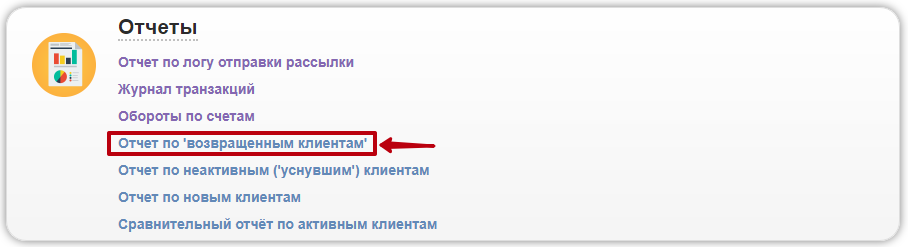 Отчеты
Отчет по логу отправки рассылки
Журнал транзакций
Обороты по счетам
Отчет по 'возвращенным клиентам'
Отчет по неактивным ('уснувшим') клиентам
Отчет по новым клиентам
Сравнительный отчёт по активным клиентам